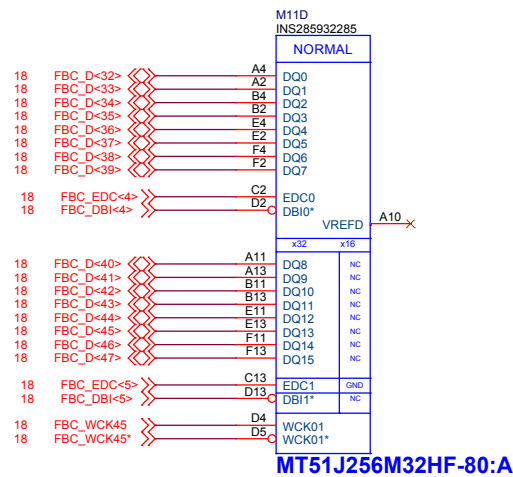 M11D
INS285932285
NORMAL
18 FBC_D<32> A4 DQ0
18 FBC_D<33> A2 DQ1
18 FBC_D<34> B4 DQ2
18 FBC_D<35> B2 DQ3
18 FBC_D<36> E4 DQ4
18 FBC_D<37> E2 DQ5
18 FBC_D<38> F4 DQ6
18 FBC_D<39> F2 DQ7
18 FBC_EDC<4> C2 EDC0
18 FBC_DBI<4> D2 DBI0*
VREFD A10
x32 x16
18 FBC_D<40> A11 DQ8 NC
18 FBC_D<41> A13 DQ9 NC
18 FBC_D<42> B11 DQ10 NC
18 FBC_D<43> B13 DQ11 NC
18 FBC_D<44> E11 DQ12 NC
18 FBC_D<45> E13 DQ13 NC
18 FBC_D<46> F11 DQ14 NC
18 FBC_D<47> F13 DQ15 NC
18 FBC_EDC<5> C13 EDC1 GND
18 FBC_DBI<5> D13 DBI1* NC
18 FBC_WCK45 D4 WCK01
18 FBC_WCK45* D5 WCK01*
MT51J256M32HF-80:A